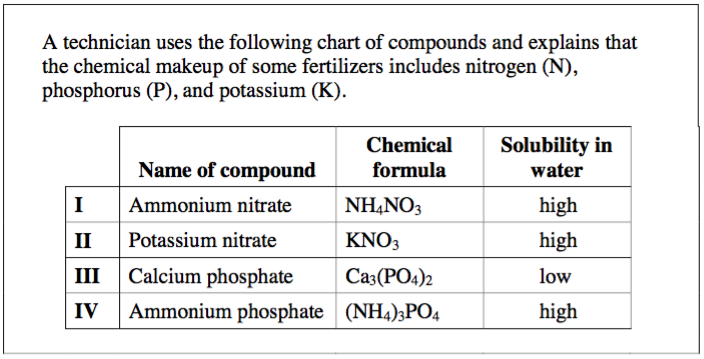 A technician uses the following chart of compounds and explains that
the chemical makeup of some fertilizers includes nitrogen (N),
phosphorus (P), and potassium (K).
Name of compound Chemical formula Solubility in water
I Ammonium nitrate NH₄NO₃ high
II Potassium nitrate KNO₃ high
III Calcium phosphate Ca₃(PO₄)₂ low
IV Ammonium phosphate (NH₄)₃PO₄ high